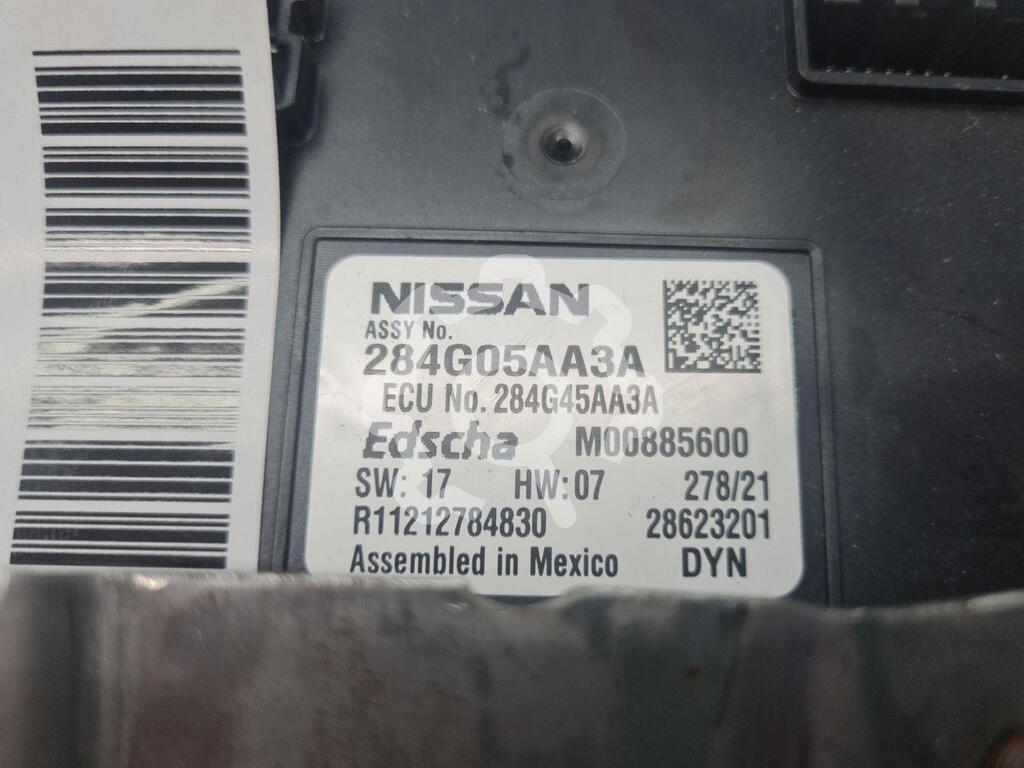 NISSAN
ASSY No.
284G05AA3A
ECU No. 284G45AA3A
Edscha M00885600
SW: 17 HW: 07 278/21
R11212784830 28623201
Assembled in Mexico DYN